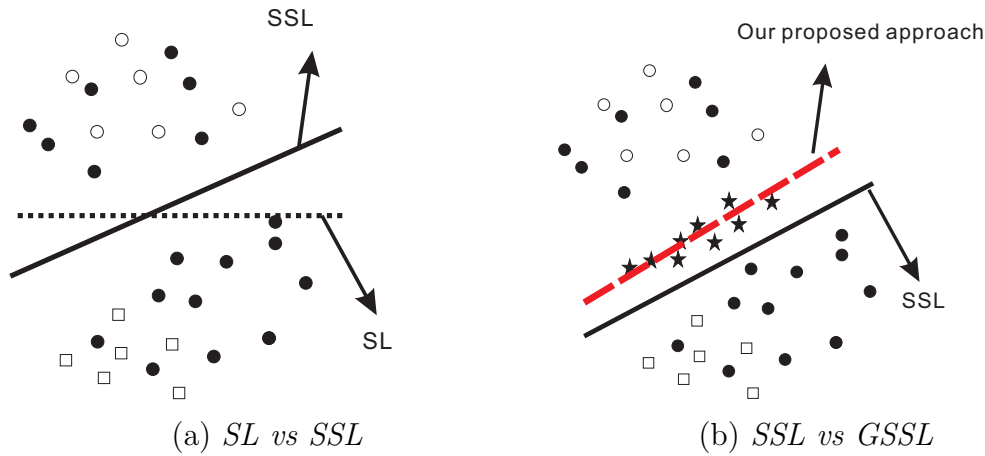 SSL
Our proposed approach
SL
SSL
(a) SL vs SSL
(b) SSL vs GSSL